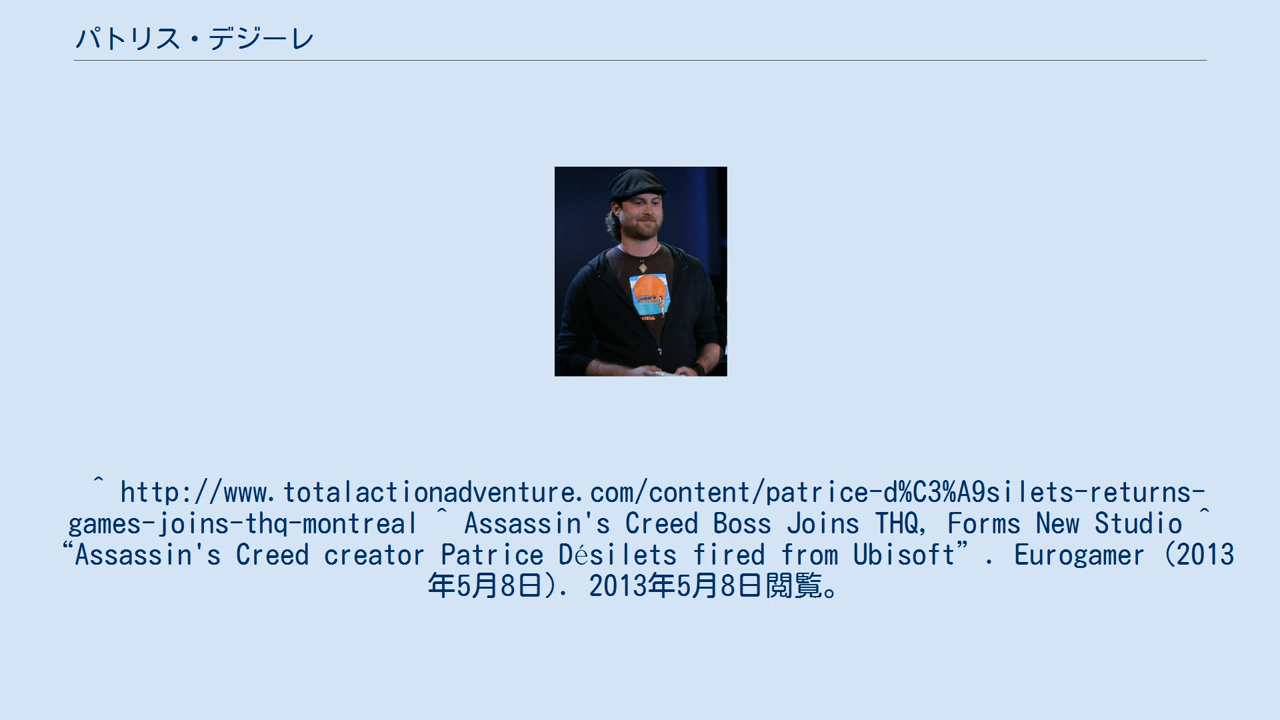 パトリス・デジーレ
^ http://www.totalactionadventure.com/content/patrice-d%C3%A9silets-returns-
games-joins-thq-montreal ^ Assassin's Creed Boss Joins THQ, Forms New Studio ^
“Assassin's Creed creator Patrice Désilets fired from Ubisoft”. Eurogamer (2013
年5月8日). 2013年5月8日閲覧。